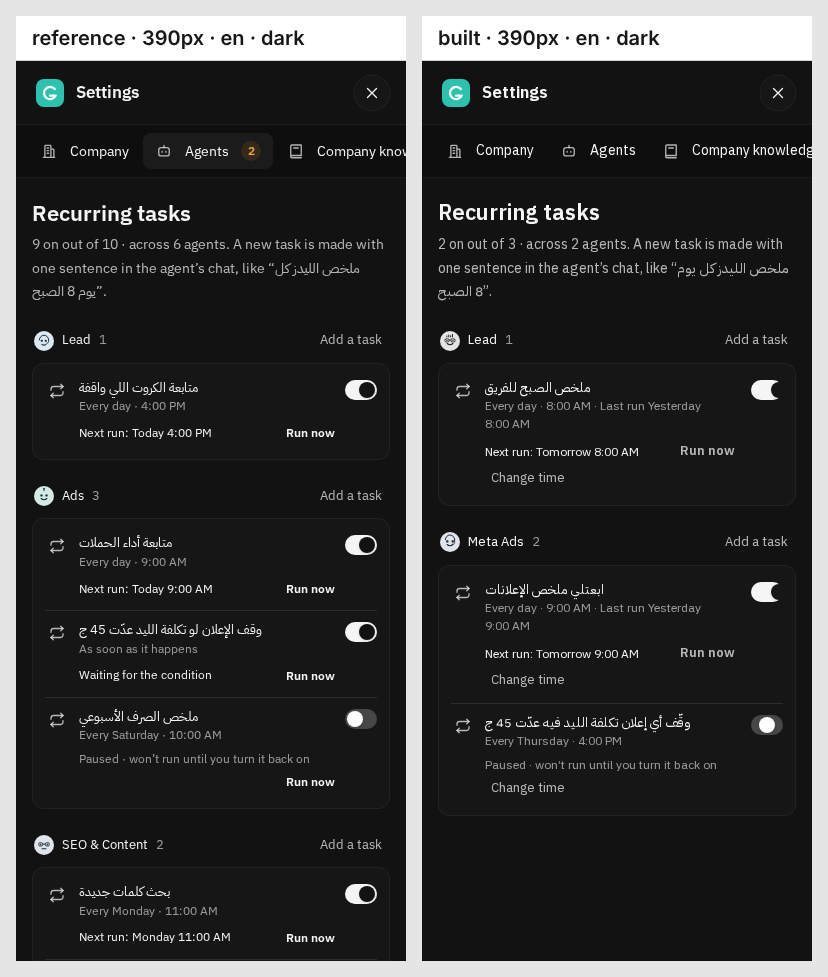 reference · 390px · en · dark
Settings
Company
Agents
2
Company know
Recurring tasks
9 on out of 10 · across 6 agents. A new task is made with
one sentence in the agent’s chat, like “ملخص الليدز كل
يوم 8 الصبح”.
Lead 1
Add a task
متابعة الكروت اللي واقفة
Every day · 4:00 PM
Next run: Today 4:00 PM
Run now
Ads 3
Add a task
متابعة أداء الحملات
Every day · 9:00 AM
Next run: Today 9:00 AM
Run now
وقف الإعلان لو تكلفة الليد عدّت 45 ج
As soon as it happens
Waiting for the condition
Run now
ملخص الصرف الأسبوعي
Every Saturday · 10:00 AM
Paused · won’t run until you turn it back on
Run now
SEO & Content 2
Add a task
بحث كلمات جديدة
Every Monday · 11:00 AM
Next run: Monday 11:00 AM
Run now
built · 390px · en · dark
Settings
Company
Agents
Company knowledg
Recurring tasks
2 on out of 3 · across 2 agents. A new task is made with
one sentence in the agent’s chat, like “ملخص الليدز كل يوم
8 الصبح”.
Lead 1
Add a task
ملخص الصبح للفريق
Every day · 8:00 AM · Last run Yesterday
8:00 AM
Next run: Tomorrow 8:00 AM
Run now
Change time
Meta Ads 2
Add a task
ابعتلي ملخص الإعلانات
Every day · 9:00 AM · Last run Yesterday
9:00 AM
Next run: Tomorrow 9:00 AM
Run now
Change time
وقّف أي إعلان تكلفة الليد فيه عدّت 45 ج
Every Thursday · 4:00 PM
Paused · won’t run until you turn it back on
Change time